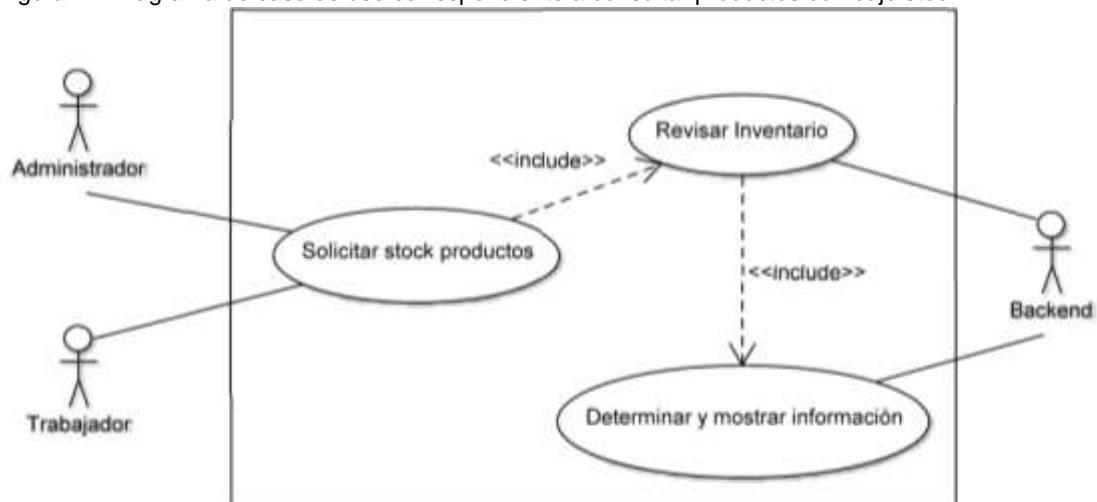 Administrador
Trabajador
Solicitar stock productos
<<include>>
Revisar Inventario
<<include>>
Determinar y mostrar información
Backend